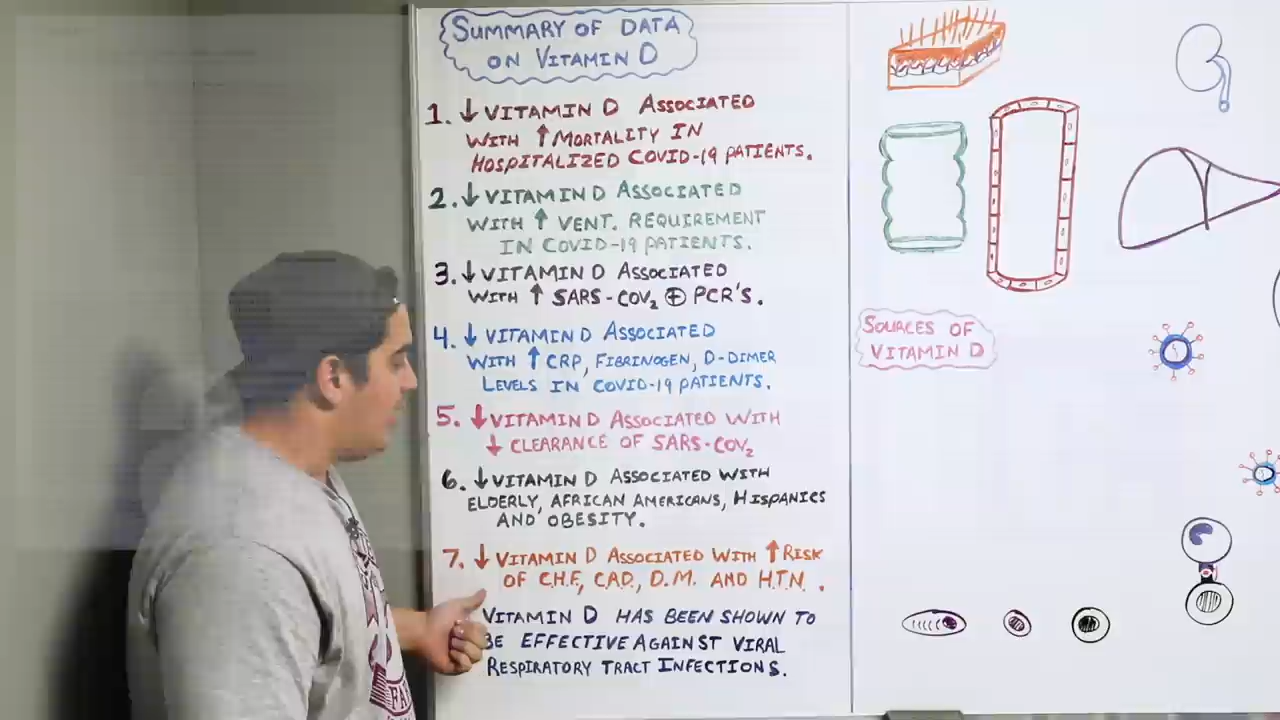 SUMMARY OF DATA
ON VITAMIN D
1. ↓ VITAMIN D ASSOCIATED
WITH ↑ MORTALITY IN
HOSPITALIZED COVID-19 PATIENTS.
2. ↓ VITAMIN D ASSOCIATED
WITH ↑ VENT. REQUIREMENT
IN COVID-19 PATIENTS.
3. ↓ VITAMIN D ASSOCIATED
WITH ↑ SARS-COV₂ ⊕ PCR'S.
4. ↓ VITAMIN D ASSOCIATED
WITH ↑ CRP, FIBRINOGEN, D-DIMER
LEVELS IN COVID-19 PATIENTS.
5. ↓ VITAMIN D ASSOCIATED WITH
↓ CLEARANCE OF SARS-COV₂
6. ↓ VITAMIN D ASSOCIATED WITH
ELDERLY, AFRICAN AMERICANS, HISPANICS
AND OBESITY.
7. ↓ VITAMIN D ASSOCIATED WITH ↑ RISK
OF C.H.F., CAD., D.M. AND H.T.N.
VITAMIN D HAS BEEN SHOWN TO
BE EFFECTIVE AGAINST VIRAL
RESPIRATORY TRACT INFECTIONS.
SOURCES OF
VITAMIN D